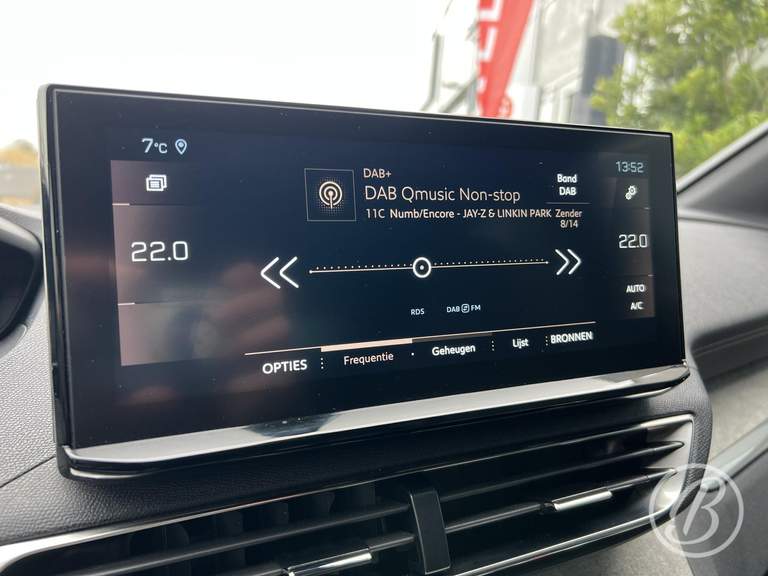 7°C
13:52
DAB+
DAB Qmusic Non-stop
11C Numb/Encore - JAY-Z & LINKIN PARK
Band
DAB
Zender
8/14
22.0
22.0
AUTO
A/C
RDS
DAB FM
OPTIES
Frequentie
Geheugen
Lijst
BRONNEN
B